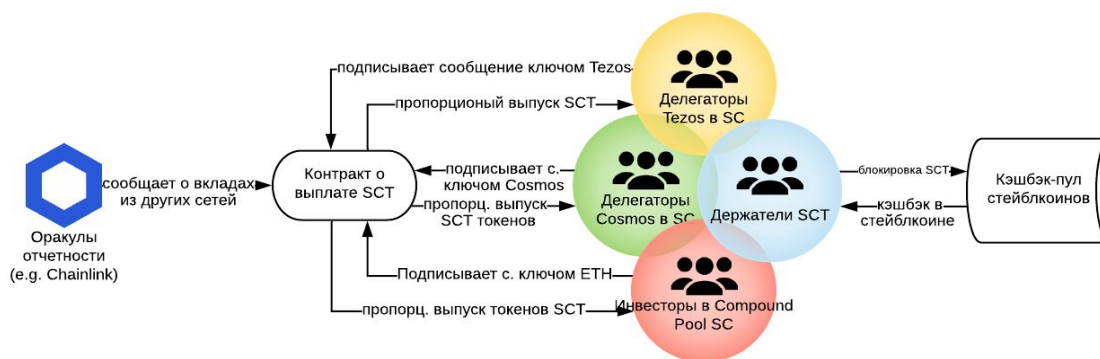 сообщает о вкладах
из других сетей
Оракулы
отчетности
(e.g. Chainlink)
Контракт о
выплате SCT
подписывает сообщение ключом Tezos
пропорционый выпуск SCT
подписывает с.
ключом Cosmos
пропорц. выпуск
SCT токенов
Подписывает с. ключом ETH
пропорц. выпуск токенов SCT
Делегаторы
Tezos в SC
Делегаторы
Cosmos в SC
Держатели SCT
Инвесторы в Compound
Pool SC
блокировка SCT
кэшбэк в
стейблкоине
Кэшбэк-пул
стейблкоинов